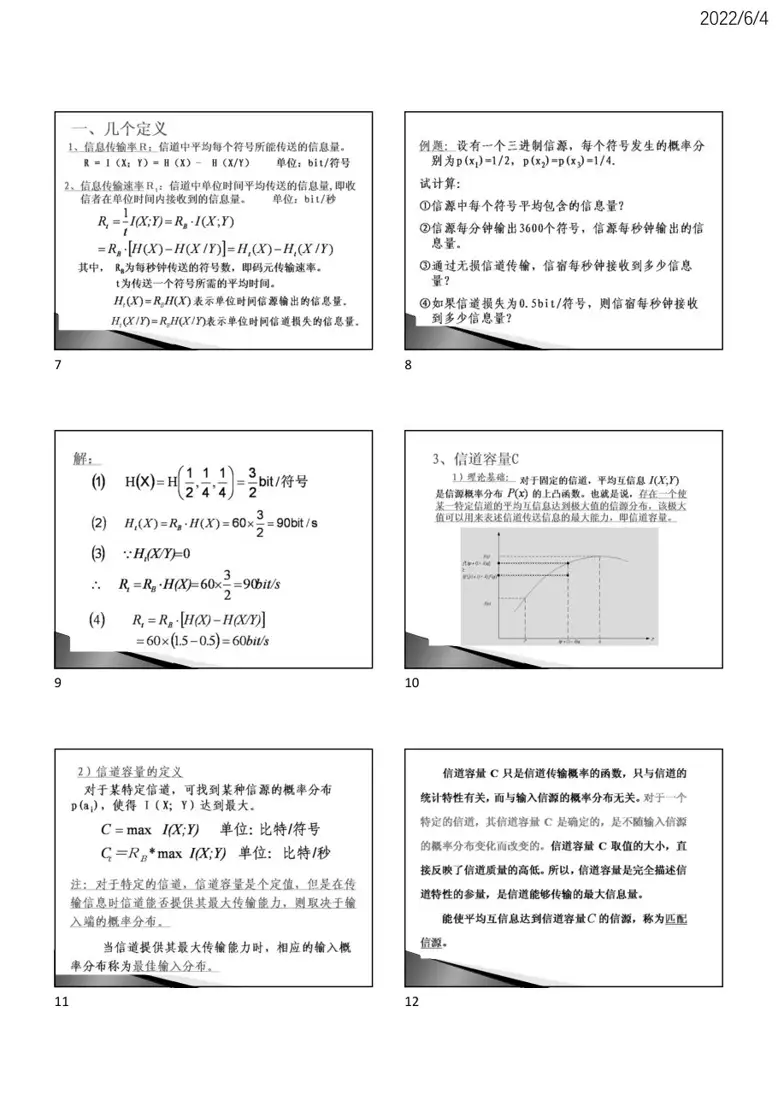 2022/6/4
一、几个定义
1、信息传输率R：信道中平均每个符号所能传送的信息量。
R = I（X; Y）= H（X）- H（X/Y） 单位：bit/符号
2、信息传输速率Rt：信道中单位时间平均传送的信息量,即收
信者在单位时间内接收到的信息量。 单位：bit/秒
Rt = 1/t I(X;Y) = RB · I(X;Y)
= RB·[H(X) − H(X/Y)] = Ht(X) − Ht(X/Y)
其中， RB为每秒钟传送的符号数，即码元传输速率。
t为传送一个符号所需的平均时间。
Ht(X) = RBH(X) 表示单位时间信源输出的信息量。
Ht(X/Y) = RBH(X/Y)表示单位时间信道损失的信息量。
7
例题：设有一个三进制信源，每个符号发生的概率分
别为p(x1)=1/2, p(x2)=p(x3)=1/4.
试计算：
①信源中每个符号平均包含的信息量？
②信源每分钟输出3600个符号，信源每秒钟输出的信
息量。
③通过无损信道传输，信宿每秒钟接收到多少信息
量？
④如果信道损失为0.5bit/符号，则信宿每秒钟接收
到多少信息量？
8
解：
(1) H(X) = H(1/2, 1/4, 1/4) = 3/2 bit/符号
(2) Ht(X) = RB · H(X) = 60× 3/2 = 90bit/s
(3) ∵Ht(X/Y)=0
∴ Rt = RB ·H(X)=60× 3/2 = 90bit/s
(4) Rt = RB · [H(X) − H(X/Y)]
= 60×(1.5 − 0.5) = 60bit/s
9
3、信道容量C
1）理论基础： 对于固定的信道，平均互信息 I(X;Y)
是信源概率分布 P(x) 的上凸函数。也就是说，存在一个使
某一特定信道的平均互信息达到极大值的信源分布，该极大
值可以用来表述信道传送信息的最大能力，即信道容量。
10
2）信道容量的定义
对于某特定信道，可找到某种信源的概率分布
p(ai)，使得 I（X; Y）达到最大。
C = max I(X;Y) 单位: 比特/符号
Ct =RB*max I(X;Y) 单位: 比特/秒
注：对于特定的信道，信道容量是个定值，但是在传
输信息时信道能否提供其最大传输能力，则取决于输
入端的概率分布。
当信道提供其最大传输能力时，相应的输入概
率分布称为最佳输入分布。
11
信道容量 C 只是信道传输概率的函数，只与信道的
统计特性有关，而与输入信源的概率分布无关。对于一个
特定的信道，其信道容量 C 是确定的，是不随输入信源
的概率分布变化而改变的。信道容量 C 取值的大小，直
接反映了信道质量的高低。所以，信道容量是完全描述信
道特性的参量，是信道能够传输的最大信息量。
能使平均互信息达到信道容量C 的信源，称为匹配
信源。
12